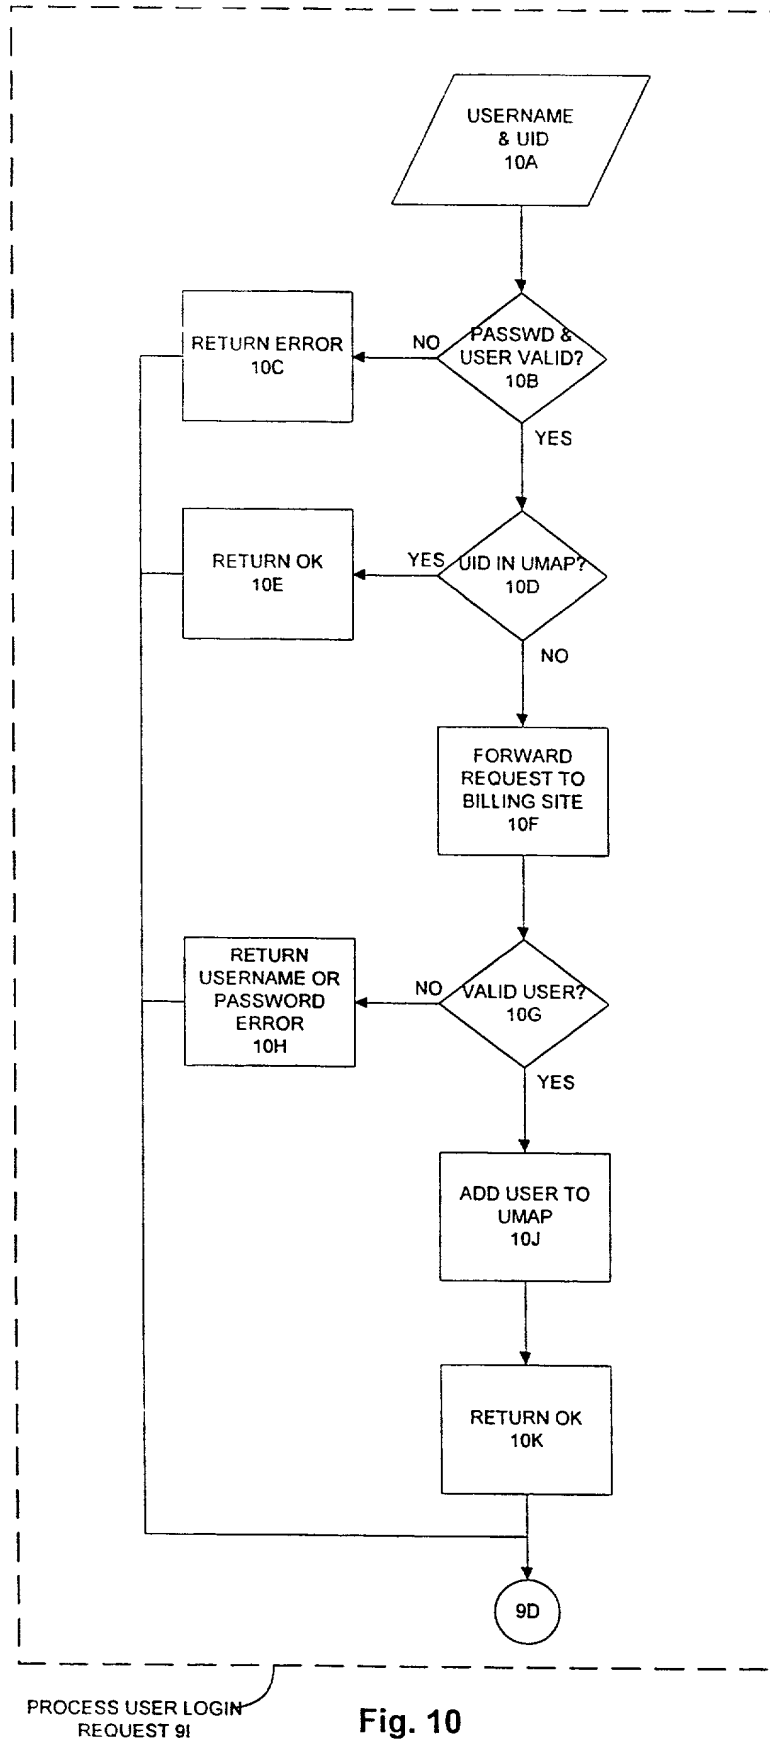 USERNAME
& UID
10A
PASSWD &
USER VALID?
10B
NO
RETURN ERROR
10C
YES
UID IN UMAP?
10D
YES
RETURN OK
10E
NO
FORWARD
REQUEST TO
BILLING SITE
10F
VALID USER?
10G
NO
RETURN
USERNAME OR
PASSWORD
ERROR
10H
YES
ADD USER TO
UMAP
10J
RETURN OK
10K
9D
PROCESS USER LOGIN
REQUEST 9I
Fig. 10